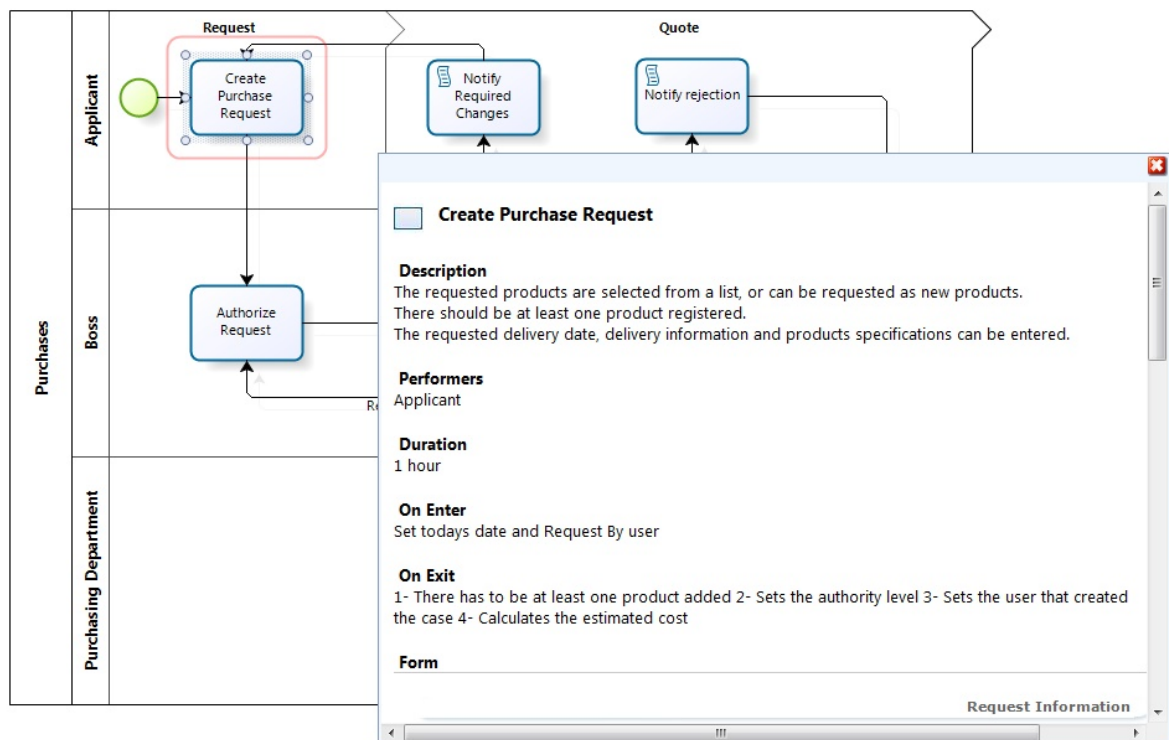 Request
Quote
Purchases
Applicant
Create
Purchase
Request
Notify
Required
Changes
Notify rejection
Boss
Authorize
Request
Purchasing Department
Create Purchase Request
Description
The requested products are selected from a list, or can be requested as new products.
There should be at least one product registered.
The requested delivery date, delivery information and products specifications can be entered.
Performers
Applicant
Duration
1 hour
On Enter
Set todays date and Request By user
On Exit
1- There has to be at least one product added 2- Sets the authority level 3- Sets the user that created
the case 4- Calculates the estimated cost
Form
Request Information